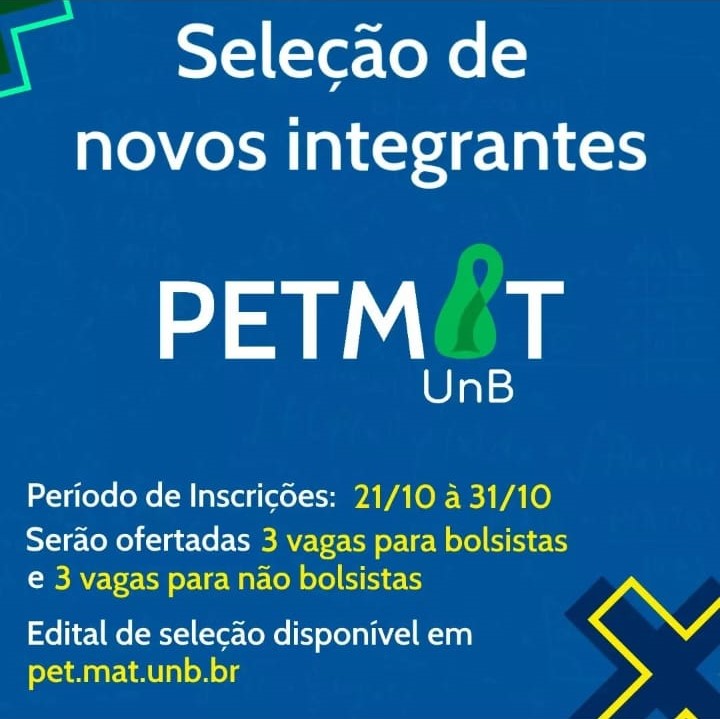 Seleção de
novos integrantes
PETMAT
UnB
Período de Inscrições: 21/10 à 31/10
Serão ofertadas 3 vagas para bolsistas
e 3 vagas para não bolsistas
Edital de seleção disponível em
pet.mat.unb.br